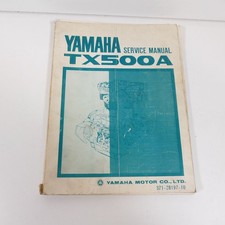 YAMAHA
SERVICE MANUAL
TX500A
YAMAHA MOTOR CO., LTD.